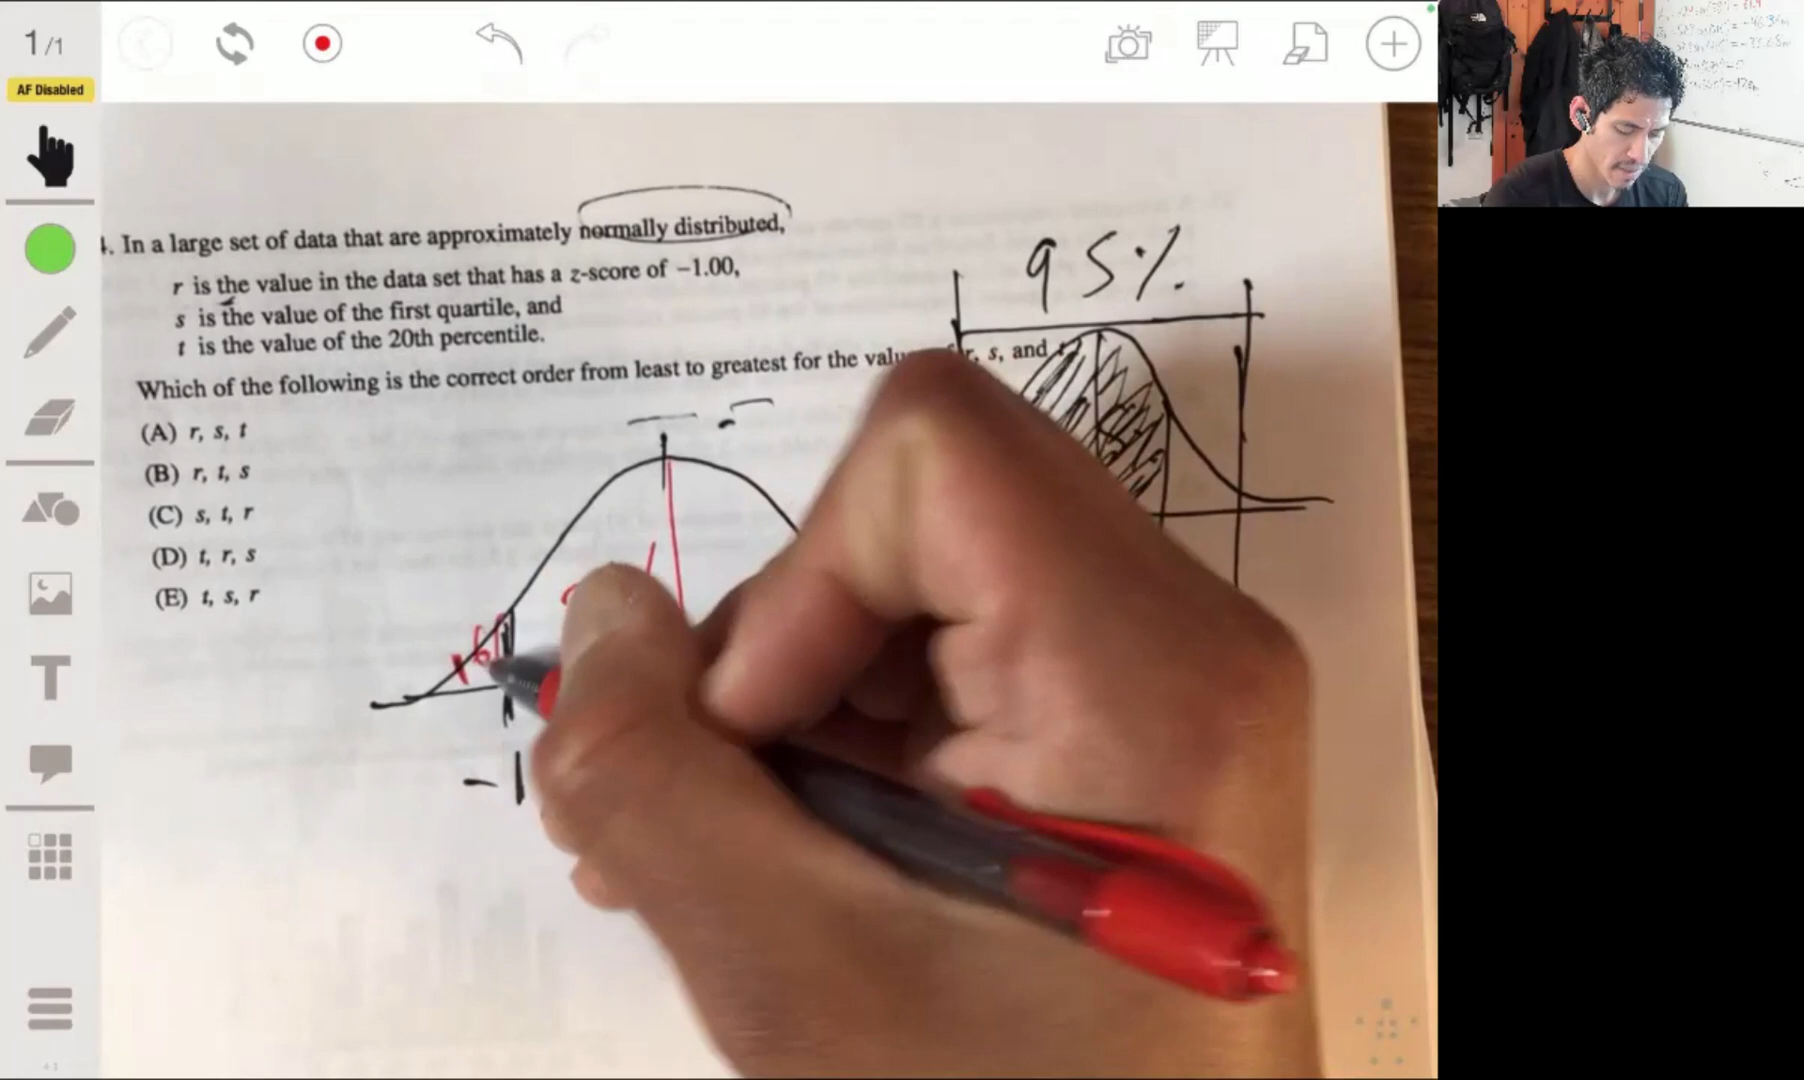 1/1
AF Disabled
4. In a large set of data that are approximately normally distributed,
r is the value in the data set that has a z-score of −1.00,
s is the value of the first quartile, and
t is the value of the 20th percentile.
Which of the following is the correct order from least to greatest for the r, s, and t?
(A) r, s, t
(B) r, t, s
(C) s, t, r
(D) t, r, s
(E) t, s, r
95%
16
-1
T